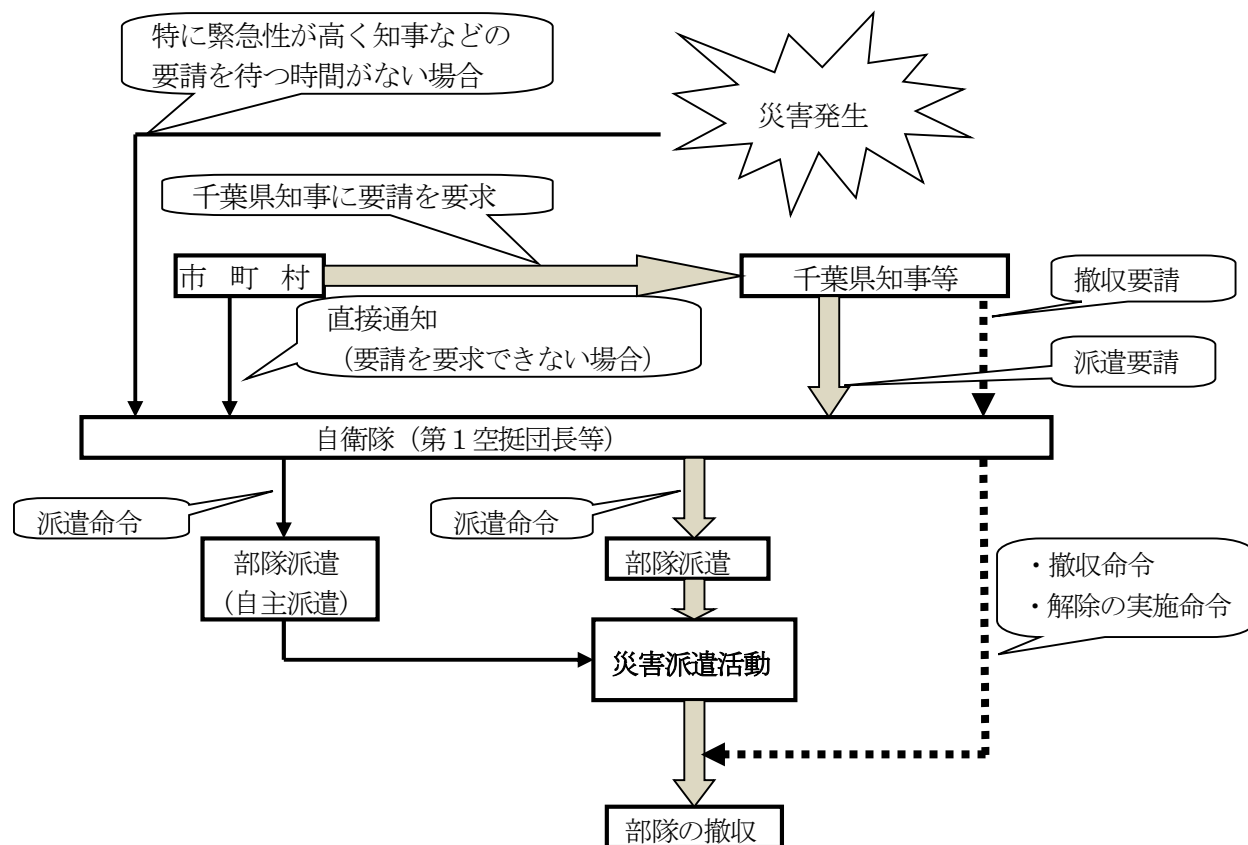 特に緊急性が高く知事などの
要請を待つ時間がない場合
災害発生
千葉県知事に要請を要求
市　町　村
千葉県知事等
撤収要請
直接通知
（要請を要求できない場合）
派遣要請
自衛隊（第１空挺団長等）
派遣命令
派遣命令
部隊派遣
（自主派遣）
部隊派遣
・撤収命令
・解除の実施命令
災害派遣活動
部隊の撤収